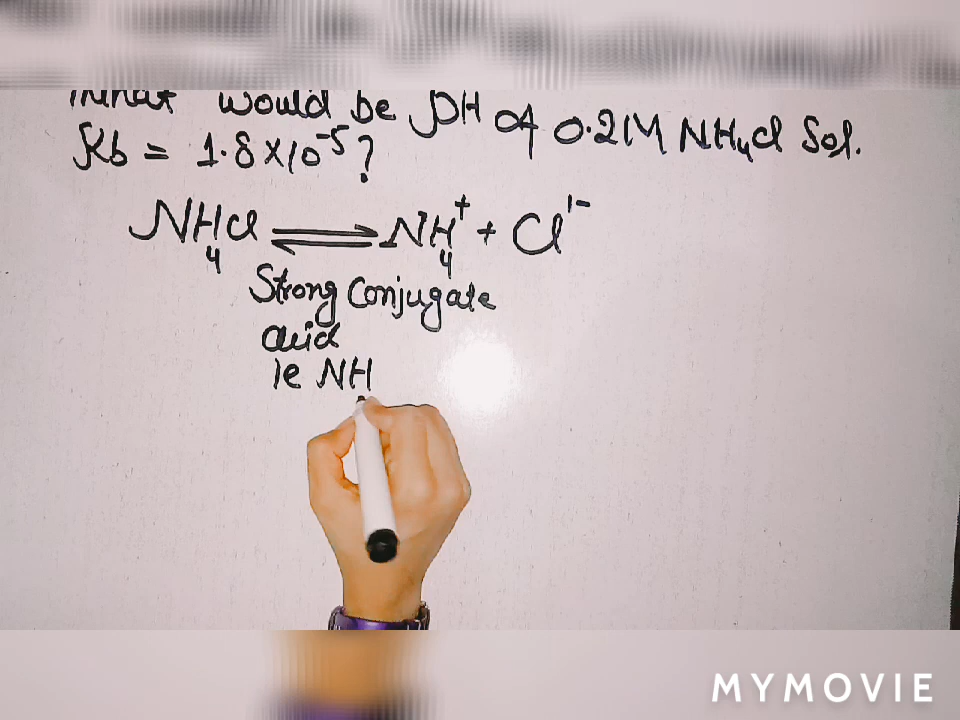 What would be pH of 0.2M NH₄Cl Sol.
Kb = 1.8 × 10⁻⁵ ?
NH₄Cl ⇌ NH₄⁺ + Cl¹⁻
Strong Conjugate
acid
ie NH
MYMOVIE